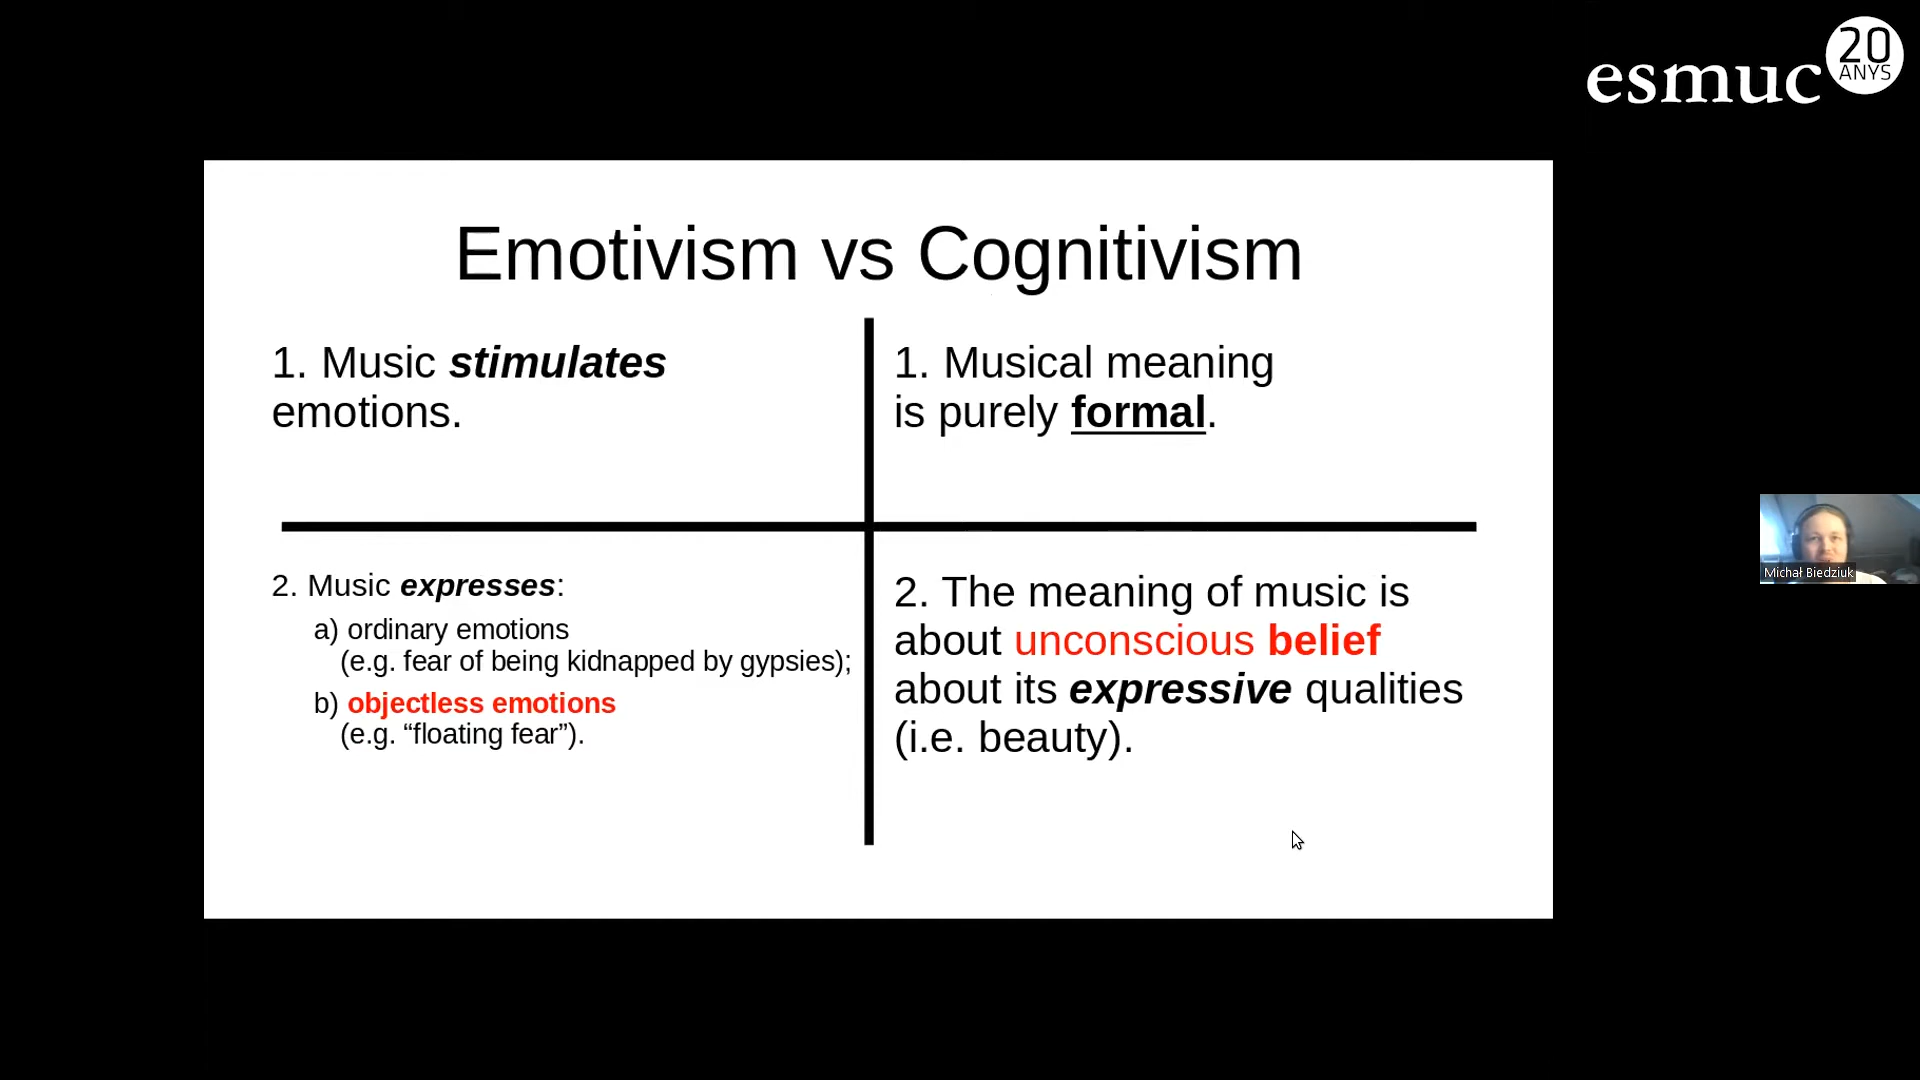 esmuc
20
ANYS
Emotivism vs Cognitivism
1. Music stimulates
emotions.
1. Musical meaning
is purely formal.
2. Music expresses:
a) ordinary emotions
(e.g. fear of being kidnapped by gypsies);
b) objectless emotions
(e.g. “floating fear”).
2. The meaning of music is
about unconscious belief
about its expressive qualities
(i.e. beauty).
Michał Biedziuk